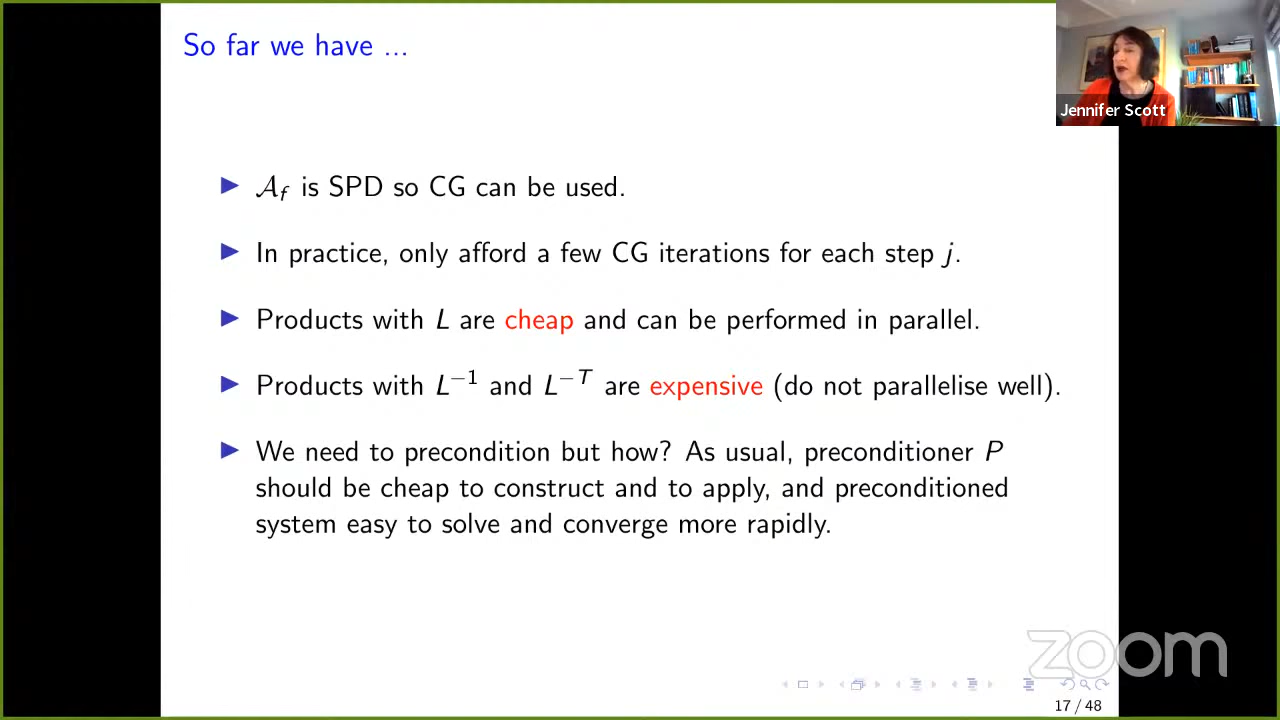 So far we have ...
Jennifer Scott
▶ 𝒜_f is SPD so CG can be used.
▶ In practice, only afford a few CG iterations for each step j.
▶ Products with L are cheap and can be performed in parallel.
▶ Products with L⁻¹ and L⁻ᵀ are expensive (do not parallelise well).
▶ We need to precondition but how? As usual, preconditioner P
should be cheap to construct and to apply, and preconditioned
system easy to solve and converge more rapidly.
zoom
17 / 48